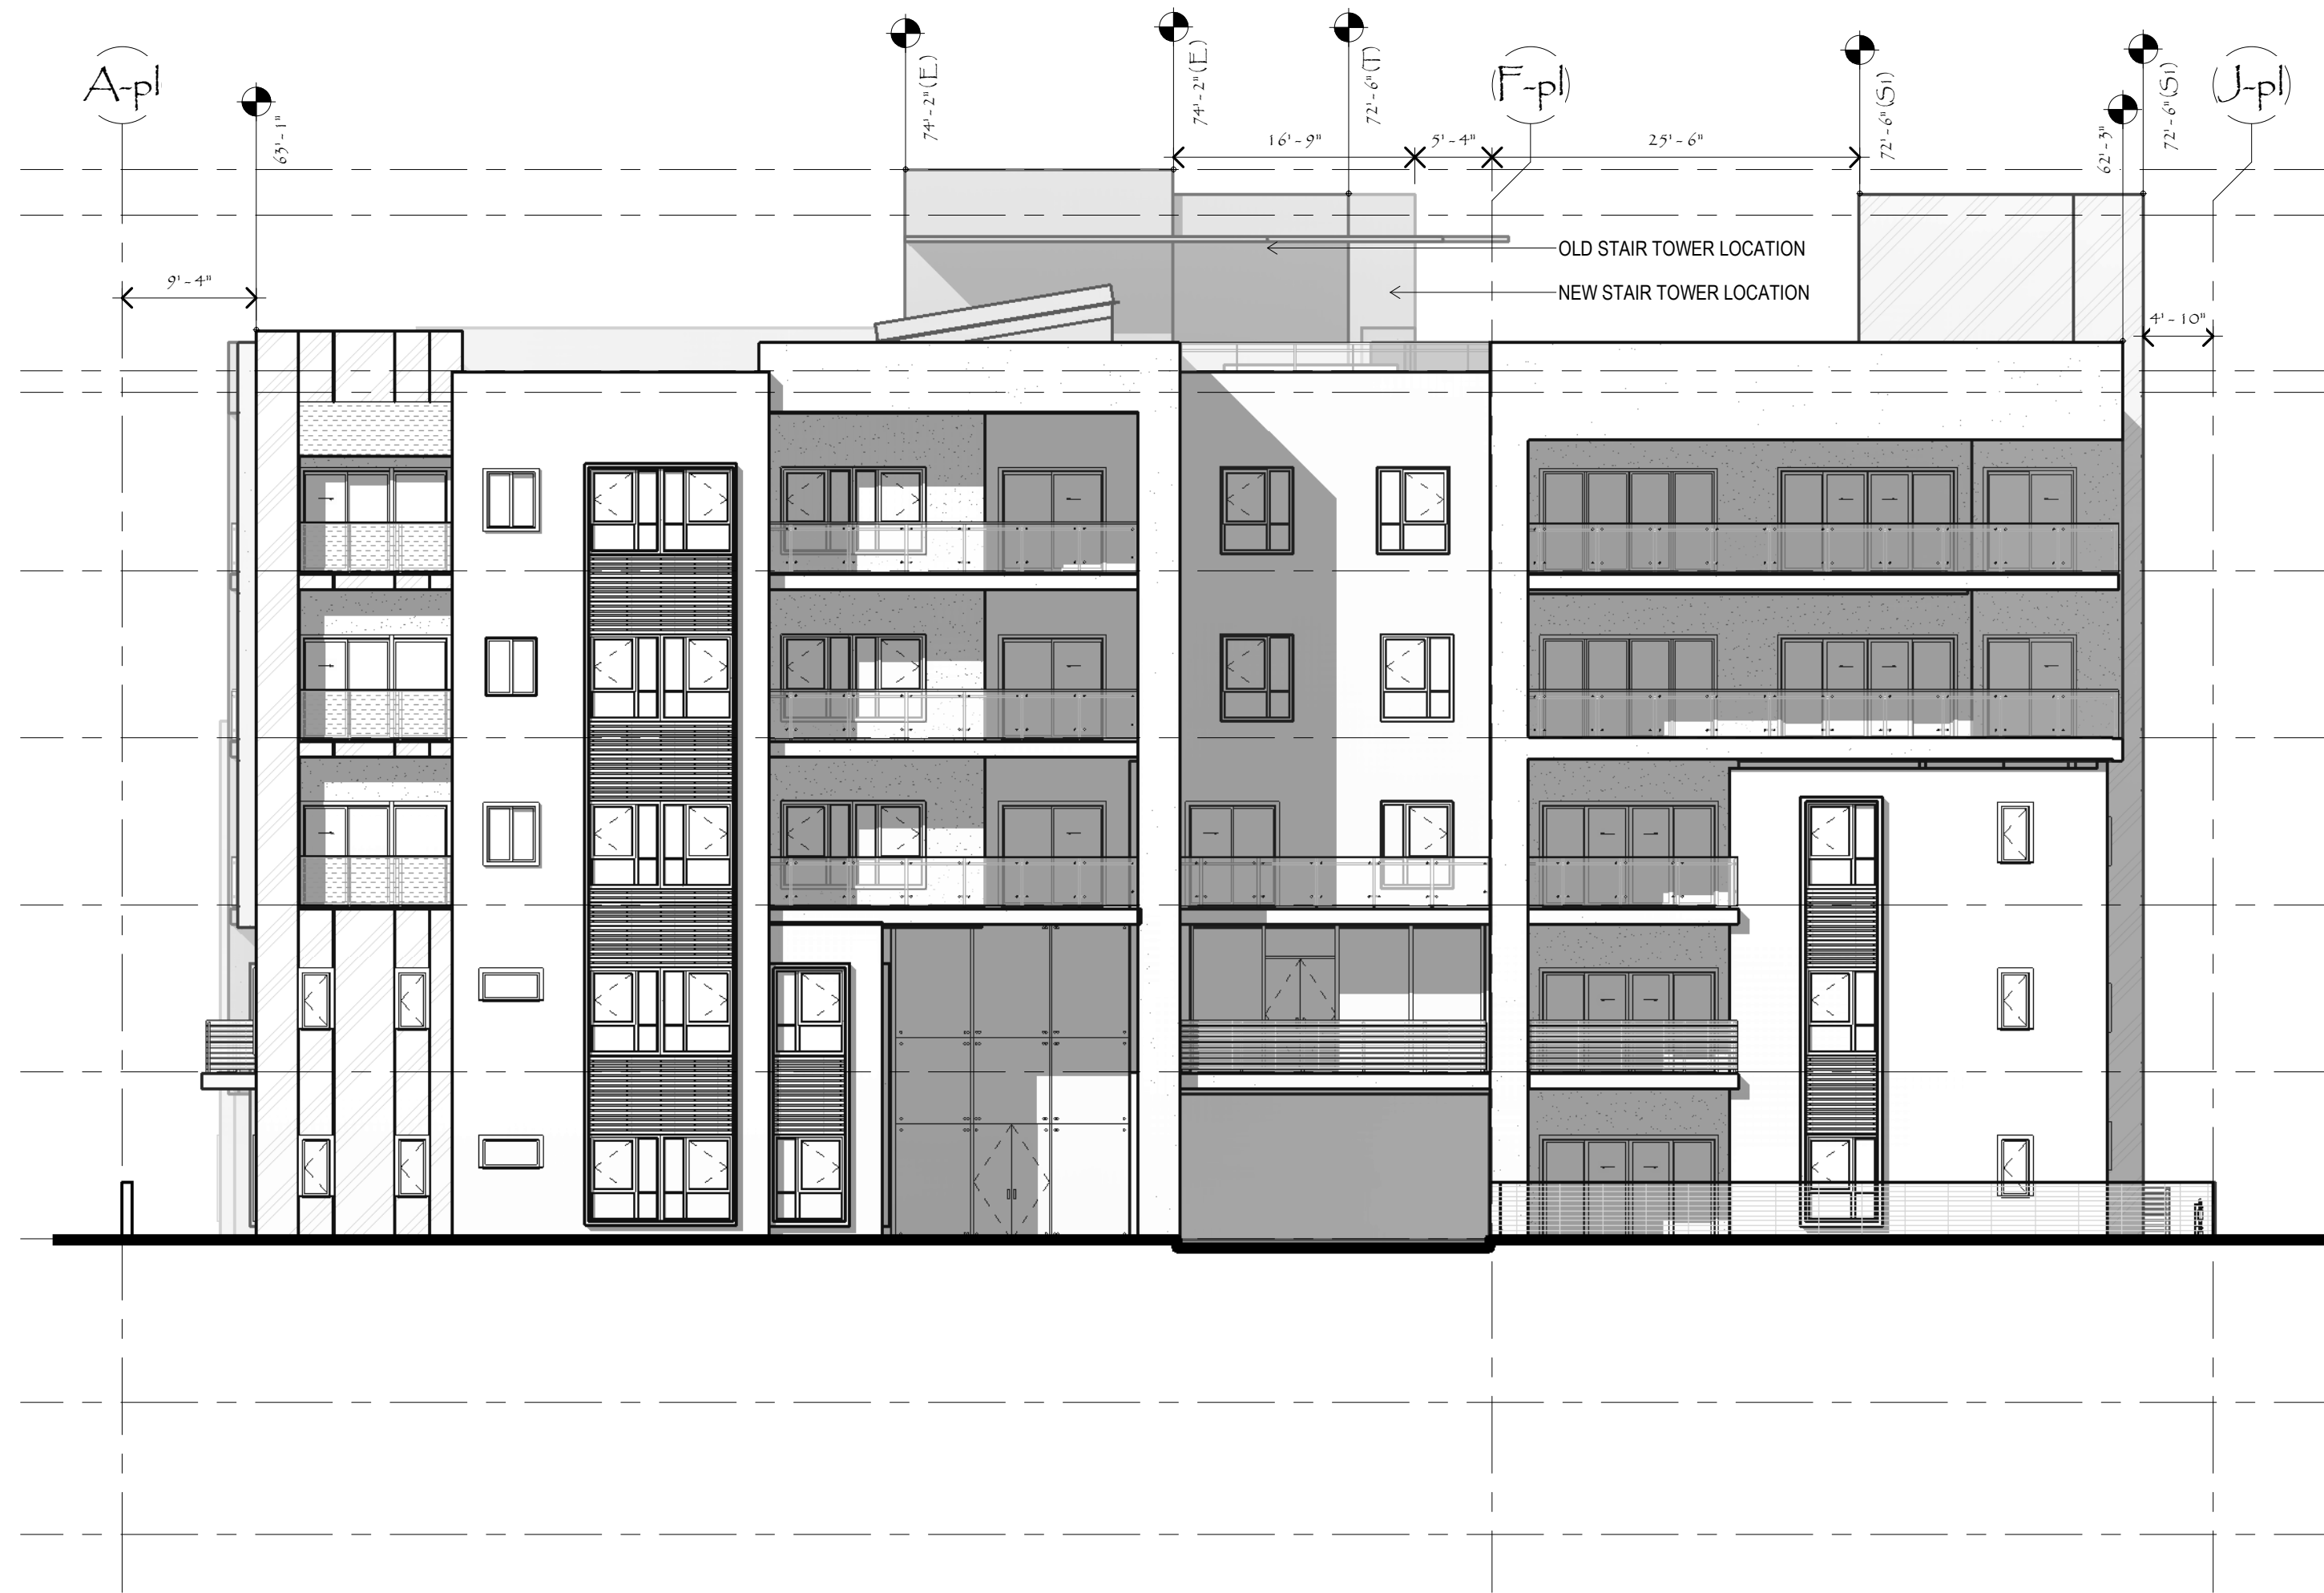 A-pl
63'-1"
74'-2" (E)
74'-2" (E)
72'-6" (T)
F-pl
72'-6" (S1)
62'-3"
72'-6" (S1)
J-pl
16'-9"
5'-4"
25'-6"
9'-4"
4'-10"
OLD STAIR TOWER LOCATION
NEW STAIR TOWER LOCATION